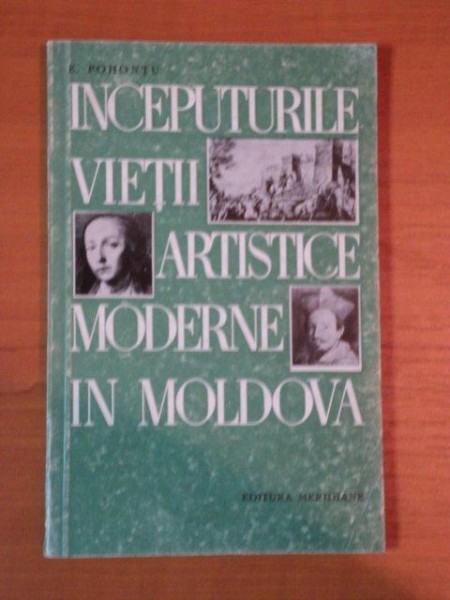 E. POHONȚU
INCEPUTURILE
VIEȚII
ARTISTICE
MODERNE
IN MOLDOVA
EDITURA MERIDIANE